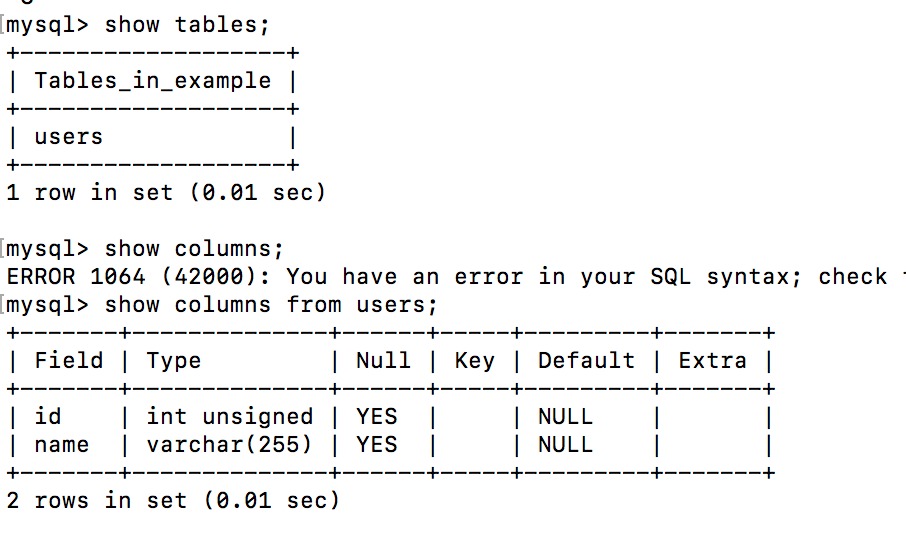 [mysql> show tables;
+-------------------+
| Tables_in_example |
+-------------------+
| users             |
+-------------------+
1 row in set (0.01 sec)
[mysql> show columns;
ERROR 1064 (42000): You have an error in your SQL syntax; check
[mysql> show columns from users;
+-------+--------------+------+-----+---------+-------+
| Field | Type         | Null | Key | Default | Extra |
+-------+--------------+------+-----+---------+-------+
| id    | int unsigned | YES  |     | NULL    |       |
| name  | varchar(255) | YES  |     | NULL    |       |
+-------+--------------+------+-----+---------+-------+
2 rows in set (0.01 sec)